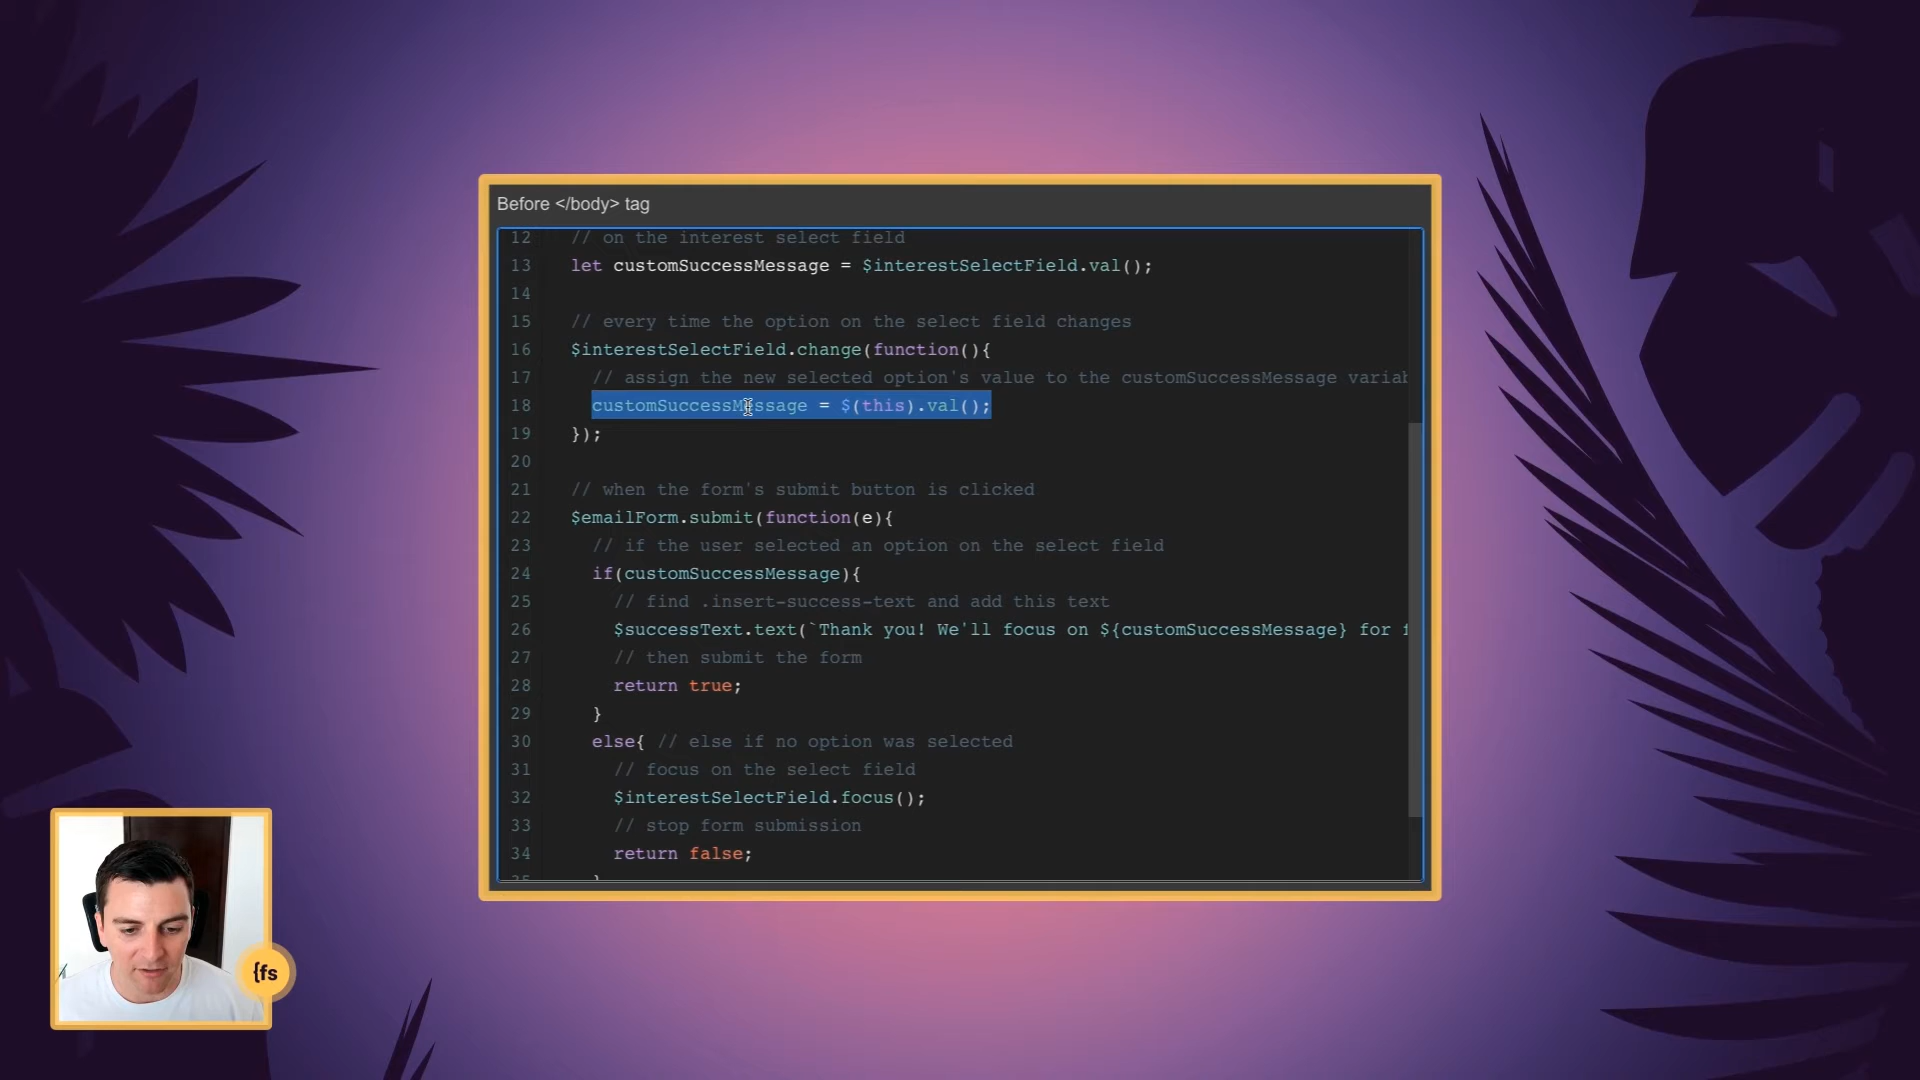 Before </body> tag
12 // on the interest select field
13 let customSuccessMessage = $interestSelectField.val();
14
15 // every time the option on the select field changes
16 $interestSelectField.change(function(){
17 // assign the new selected option's value to the customSuccessMessage variab
18 customSuccessMessage = $(this).val();
19 });
20
21 // when the form's submit button is clicked
22 $emailForm.submit(function(e){
23 // if the user selected an option on the select field
24 if(customSuccessMessage){
25 // find .insert-success-text and add this text
26 $successText.text(`Thank you! We'll focus on ${customSuccessMessage} for
27 // then submit the form
28 return true;
29 }
30 else{ // else if no option was selected
31 // focus on the select field
32 $interestSelectField.focus();
33 // stop form submission
34 return false;
{fs